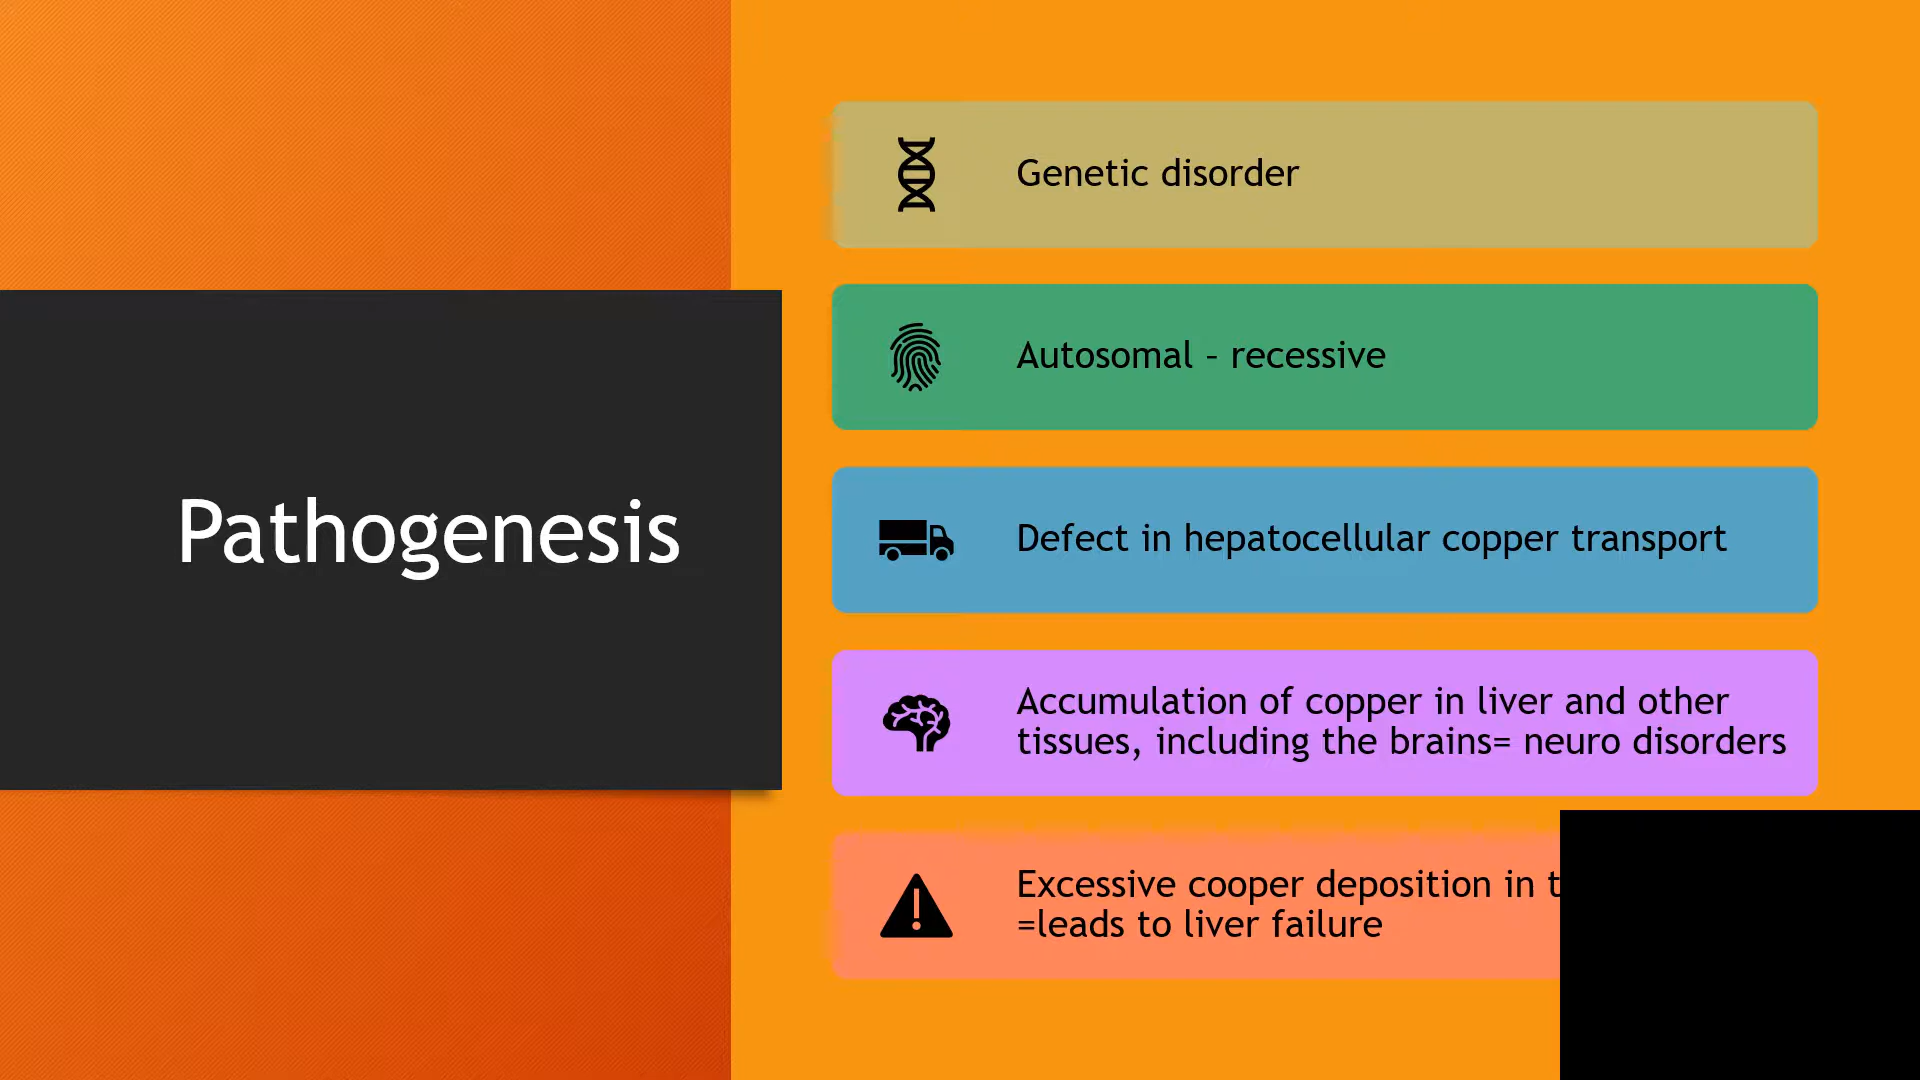 Pathogenesis
Genetic disorder
Autosomal – recessive
Defect in hepatocellular copper transport
Accumulation of copper in liver and other
tissues, including the brains= neuro disorders
Excessive cooper deposition in
=leads to liver failure